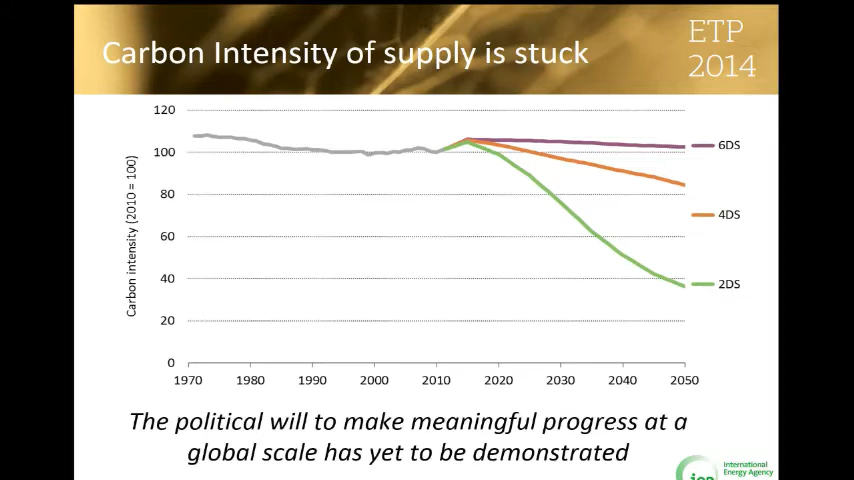 Carbon Intensity of supply is stuck
ETP
2014
120
100
80
60
40
20
0
Carbon intensity (2010 = 100)
1970 1980 1990 2000 2010 2020 2030 2040 2050
6DS
4DS
2DS
The political will to make meaningful progress at a
global scale has yet to be demonstrated
iea
International
Energy Agency